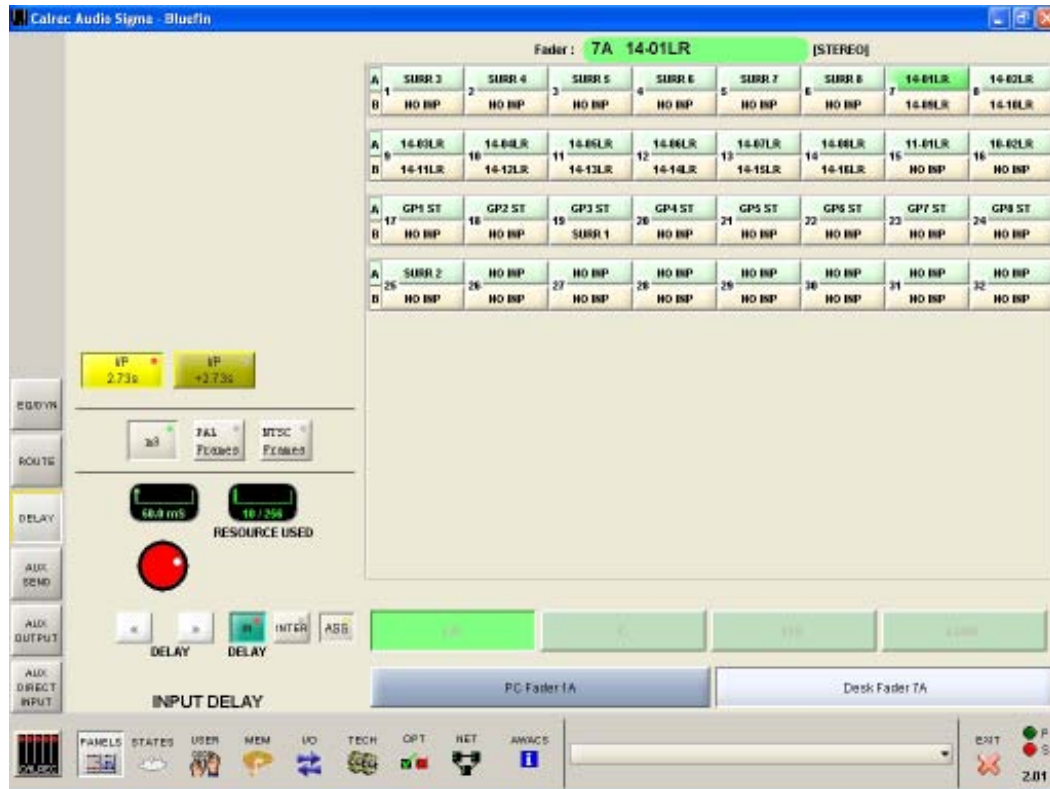 Calrec Audio Sigma - Bluefin
Fader : 7A 14-01LR [STEREO]
A SURR 3 SURR 4 SURR 5 SURR 6 SURR 7 SURR 8 14-01LR 14-02LR
1 2 3 4 5 6 7 8
B NO INP NO INP NO INP NO INP NO INP NO INP 14-09LR 14-10LR
A 14-03LR 14-04LR 14-05LR 14-06LR 14-07LR 14-08LR 11-01LR 10-02LR
9 10 11 12 13 14 15 16
B 14-11LR 14-12LR 14-13LR 14-14LR 14-15LR 14-16LR NO INP NO INP
A GP1 ST GP2 ST GP3 ST GP4 ST GP5 ST GP6 ST GP7 ST GP8 ST
17 18 19 20 21 22 23 24
B NO INP NO INP SURR 1 NO INP NO INP NO INP NO INP NO INP
A SURR 2 NO INP NO INP NO INP NO INP NO INP NO INP NO INP
25 26 27 28 29 30 31 32
B NO INP NO INP NO INP NO INP NO INP NO INP NO INP NO INP
I/P I/P
2.73s +2.73s
EQ/DYN
mS PAL Frames NTSC Frames
ROUTE
DELAY
60.0 mS 10 / 256
RESOURCE USED
AUX SEND
AUX OUTPUT
« » IN INTER ASS
DELAY DELAY
AUX DIRECT INPUT
INPUT DELAY
PC Fader 1A Desk Fader 7A
CALREC PANELS STATES USER MEM I/O TECH OPT NET AWACS EXIT
P
S
2.01